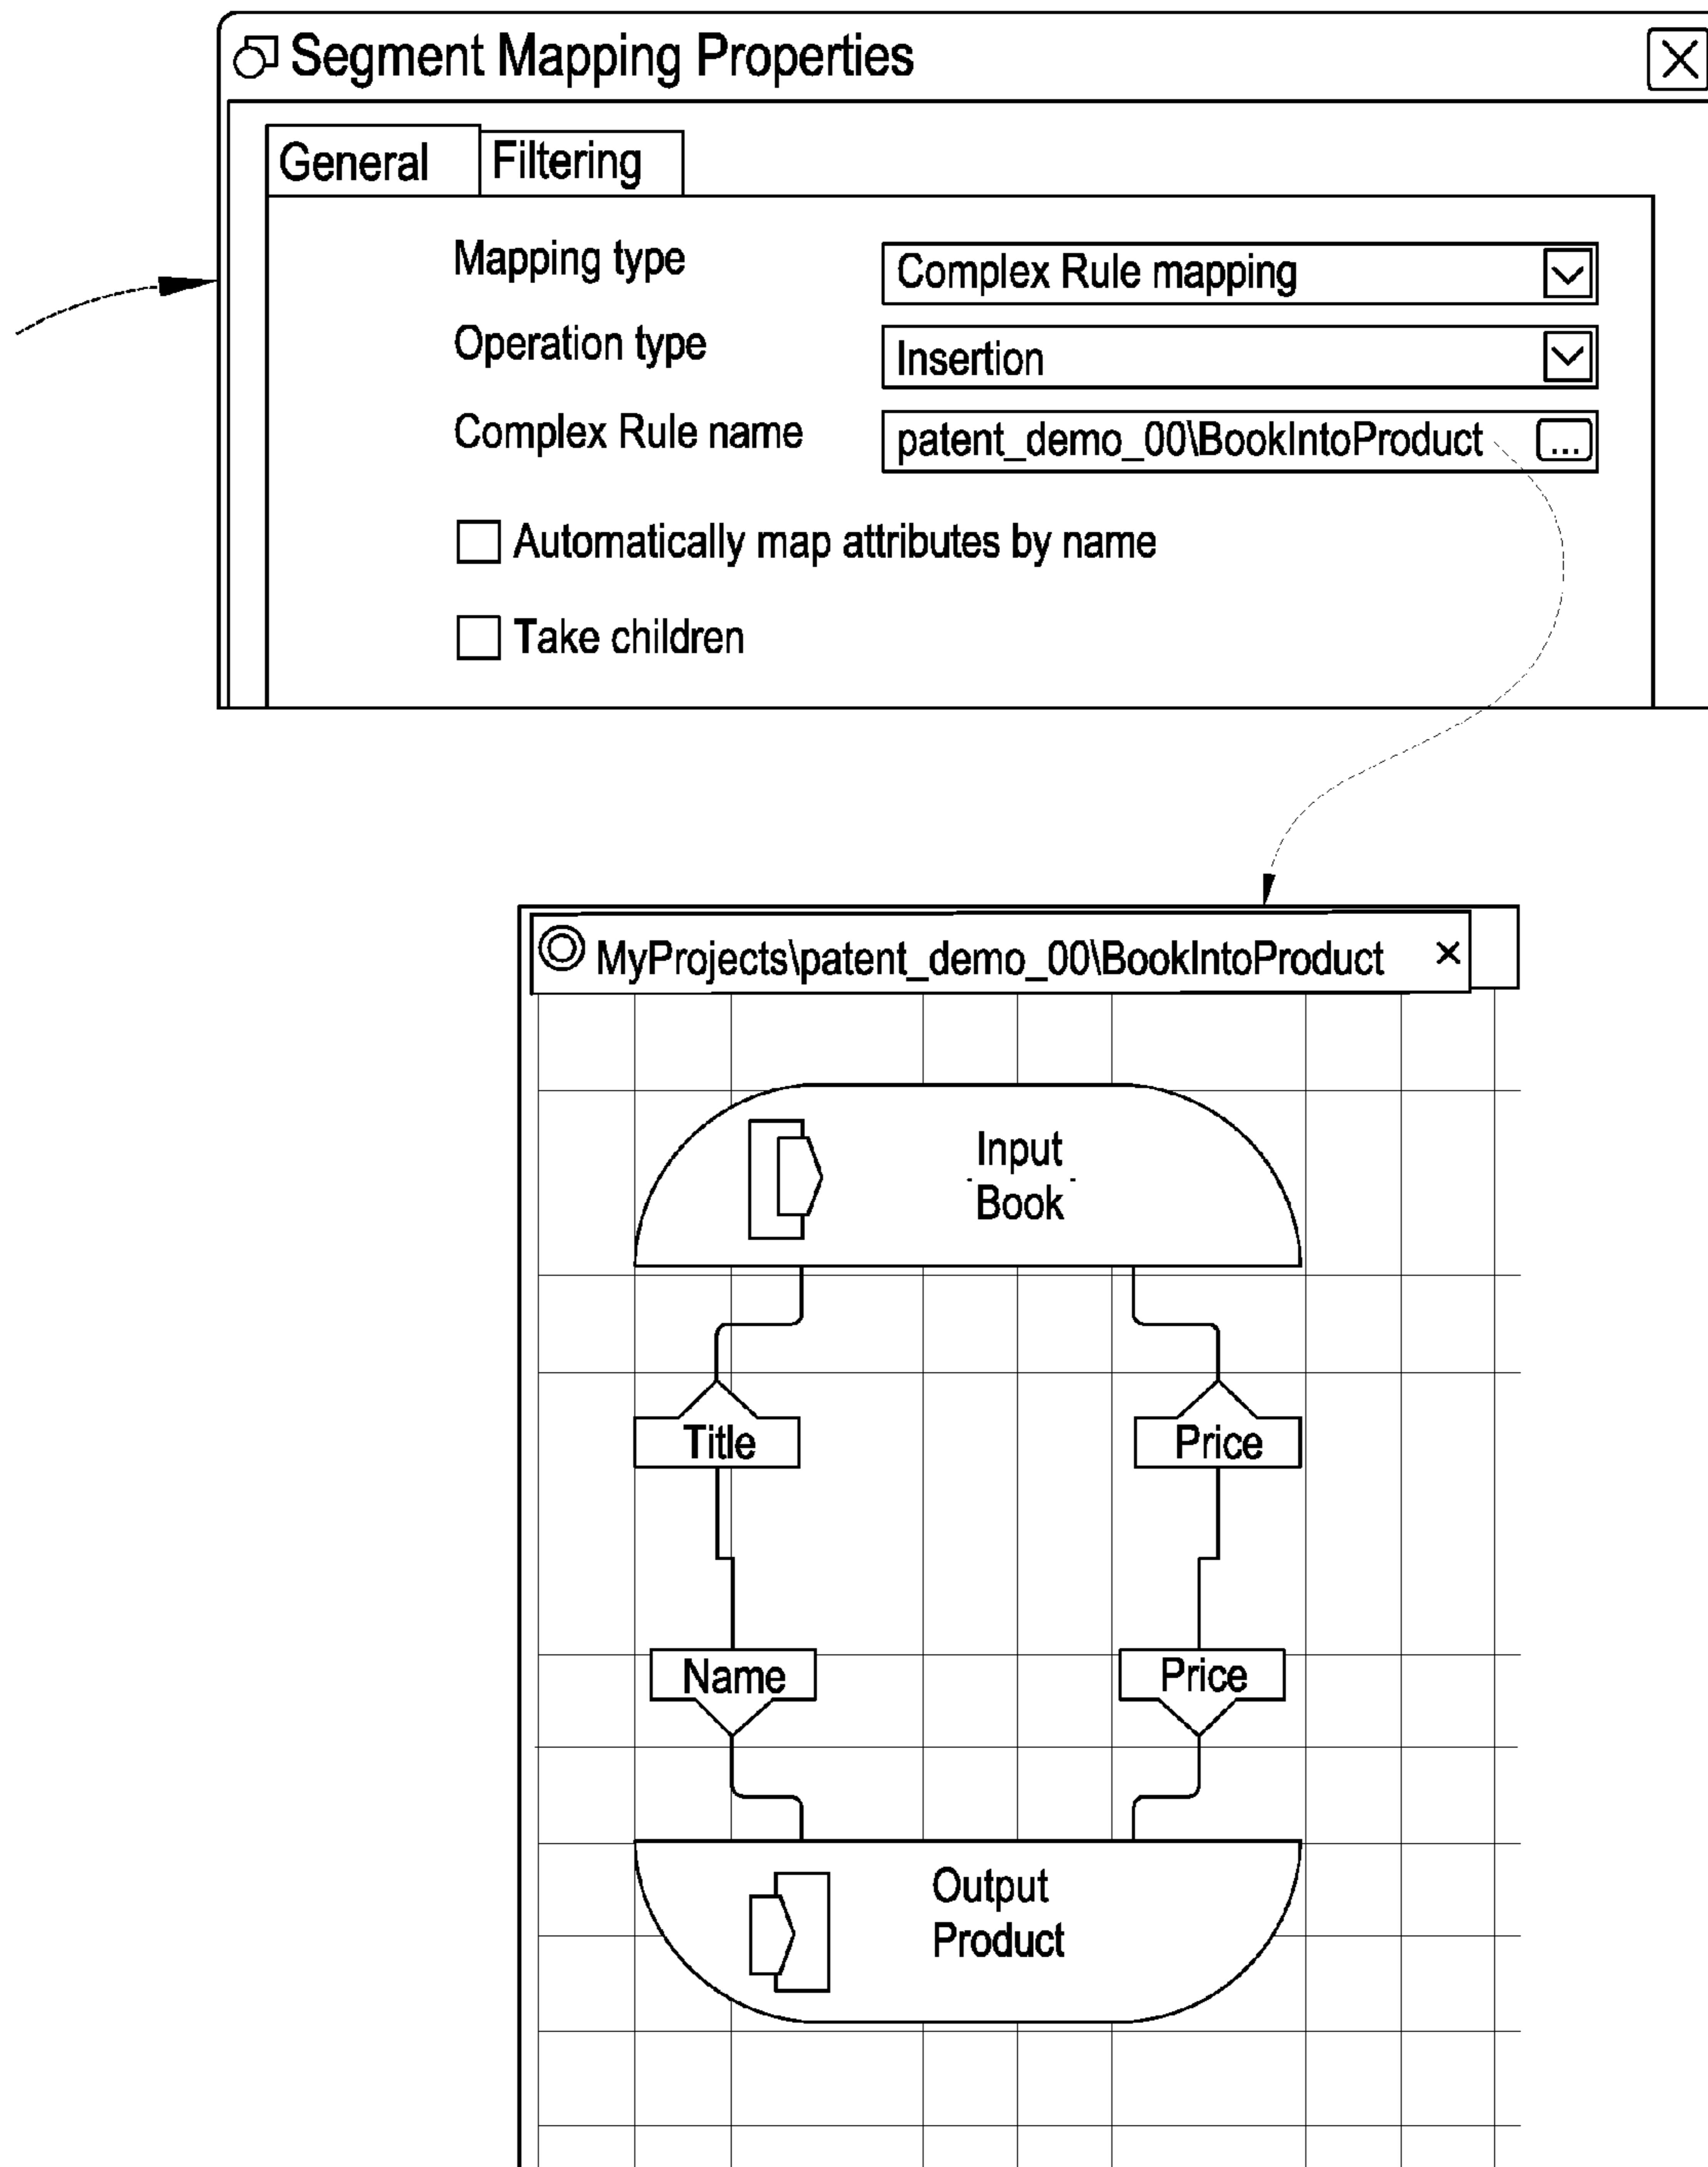 Segment Mapping Properties
General Filtering
Mapping type Complex Rule mapping
Operation type Insertion
Complex Rule name patent_demo_00\BookIntoProduct ...
Automatically map attributes by name
Take children
MyProjects\patent_demo_00\BookIntoProduct ×
Input
Book
Title Price
Name Price
Output
Product